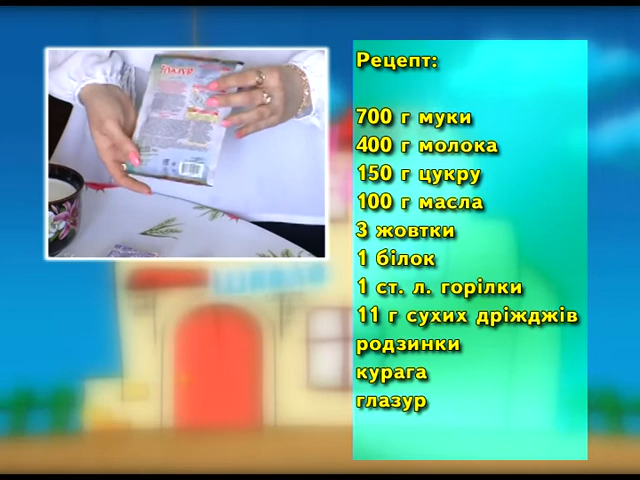 Рецепт:
700 г муки
400 г молока
150 г цукру
100 г масла
3 жовтки
1 білок
1 ст. л. горілки
11 г сухих дріжджів
родзинки
курага
глазур